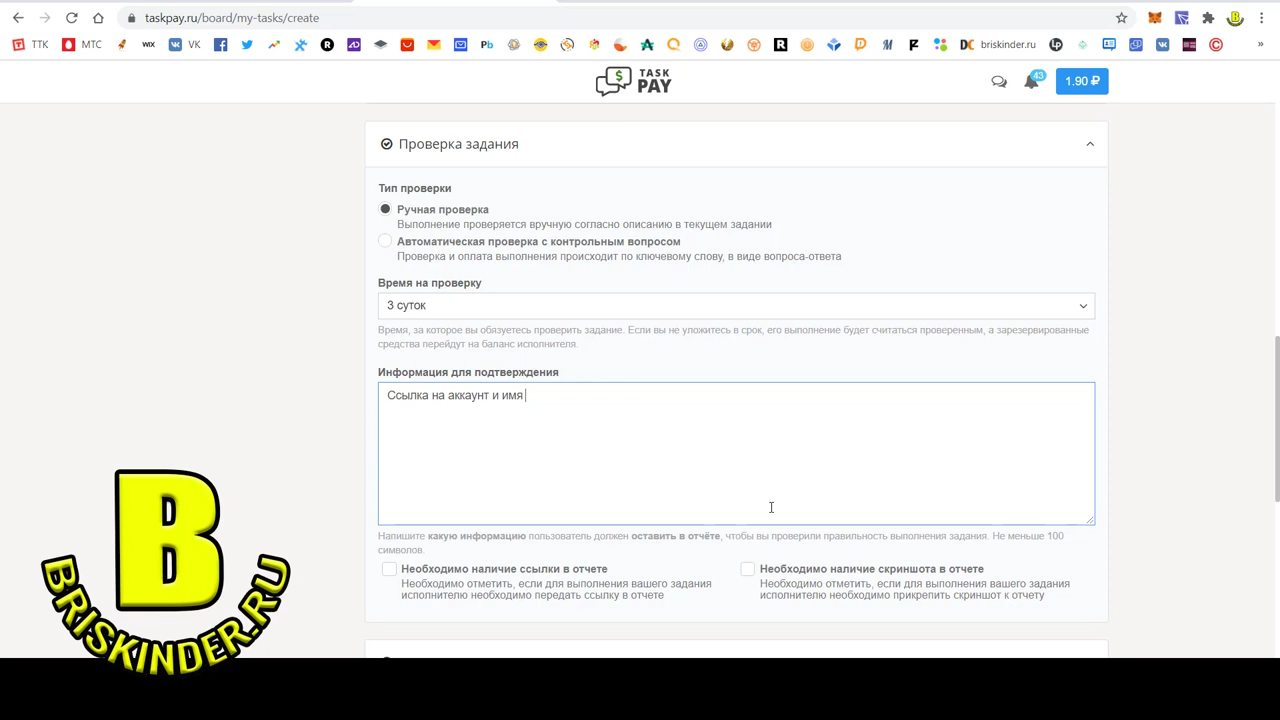 taskpay.ru/board/my-tasks/create
ТТК МТС WIX VK Pb briskinder.ru
TASK
PAY
43
1.90 ₽
Проверка задания
Тип проверки
Ручная проверка
Выполнение проверяется вручную согласно описанию в текущем задании
Автоматическая проверка с контрольным вопросом
Проверка и оплата выполнения происходит по ключевому слову, в виде вопроса-ответа
Время на проверку
3 суток
Время, за которое вы обязуетесь проверить задание. Если вы не уложитесь в срок, его выполнение будет считаться проверенным, а зарезервированные
средства перейдут на баланс исполнителя.
Информация для подтверждения
Ссылка на аккаунт и имя
Напишите какую информацию пользователь должен оставить в отчёте, чтобы вы проверили правильность выполнения задания. Не меньше 100
символов.
Необходимо наличие ссылки в отчете
Необходимо отметить, если для выполнения вашего задания
исполнителю необходимо передать ссылку в отчете
Необходимо наличие скриншота в отчете
Необходимо отметить, если для выполнения вашего задания
исполнителю необходимо прикрепить скриншот к отчету
B
BRISKINDER.RU